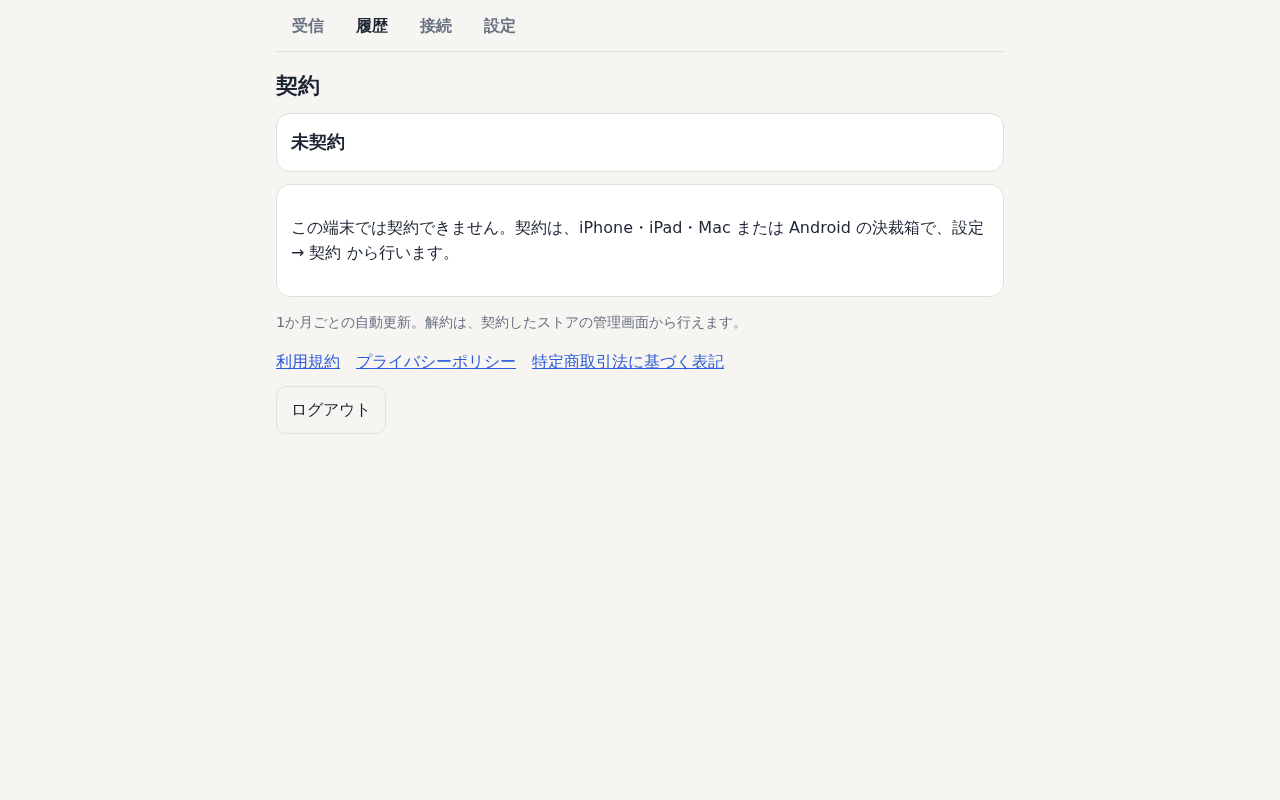 受信 履歴 接続 設定
契約
未契約
この端末では契約できません。契約は、iPhone・iPad・Mac または Android の決裁箱で、設定
→ 契約 から行います。
1か月ごとの自動更新。解約は、契約したストアの管理画面から行えます。
利用規約 プライバシーポリシー 特定商取引法に基づく表記
ログアウト